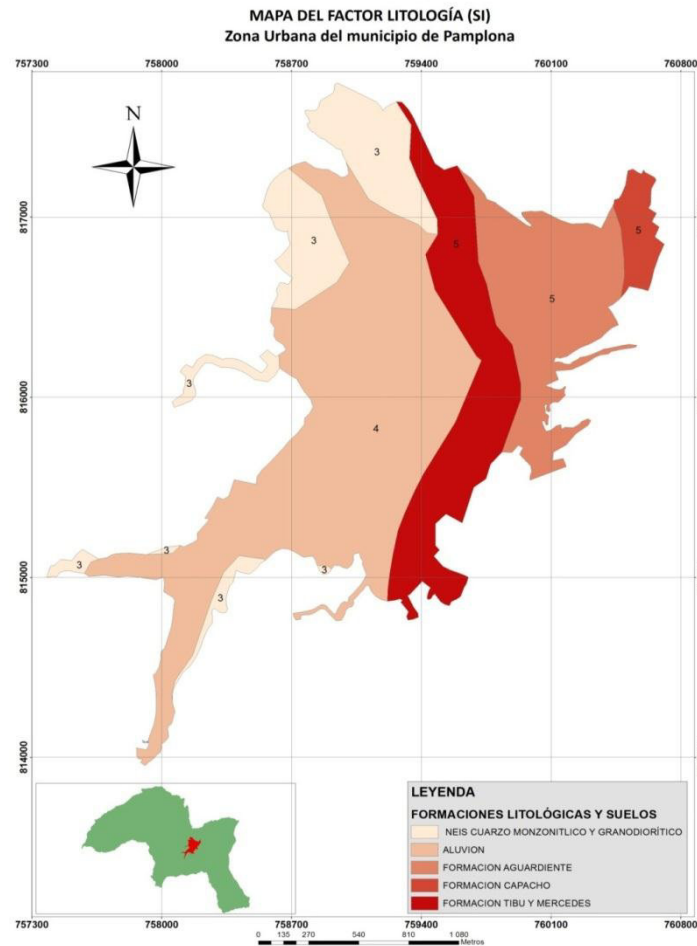 MAPA DEL FACTOR LITOLOGÍA (SI)
Zona Urbana del municipio de Pamplona
757300 758000 758700 759400 760100 760800
N
817000
816000
815000
814000
3
3
5
5
5
3
4
3
3
3
3
LEYENDA
FORMACIONES LITOLÓGICAS Y SUELOS
NEIS CUARZO MONZONITLICO Y GRANODIORÍTICO
ALUVION
FORMACION AGUARDIENTE
FORMACION CAPACHO
FORMACION TIBU Y MERCEDES
757300 758000 758700 759400 760100 760800
0 135 270 540 810 1 080
Metros